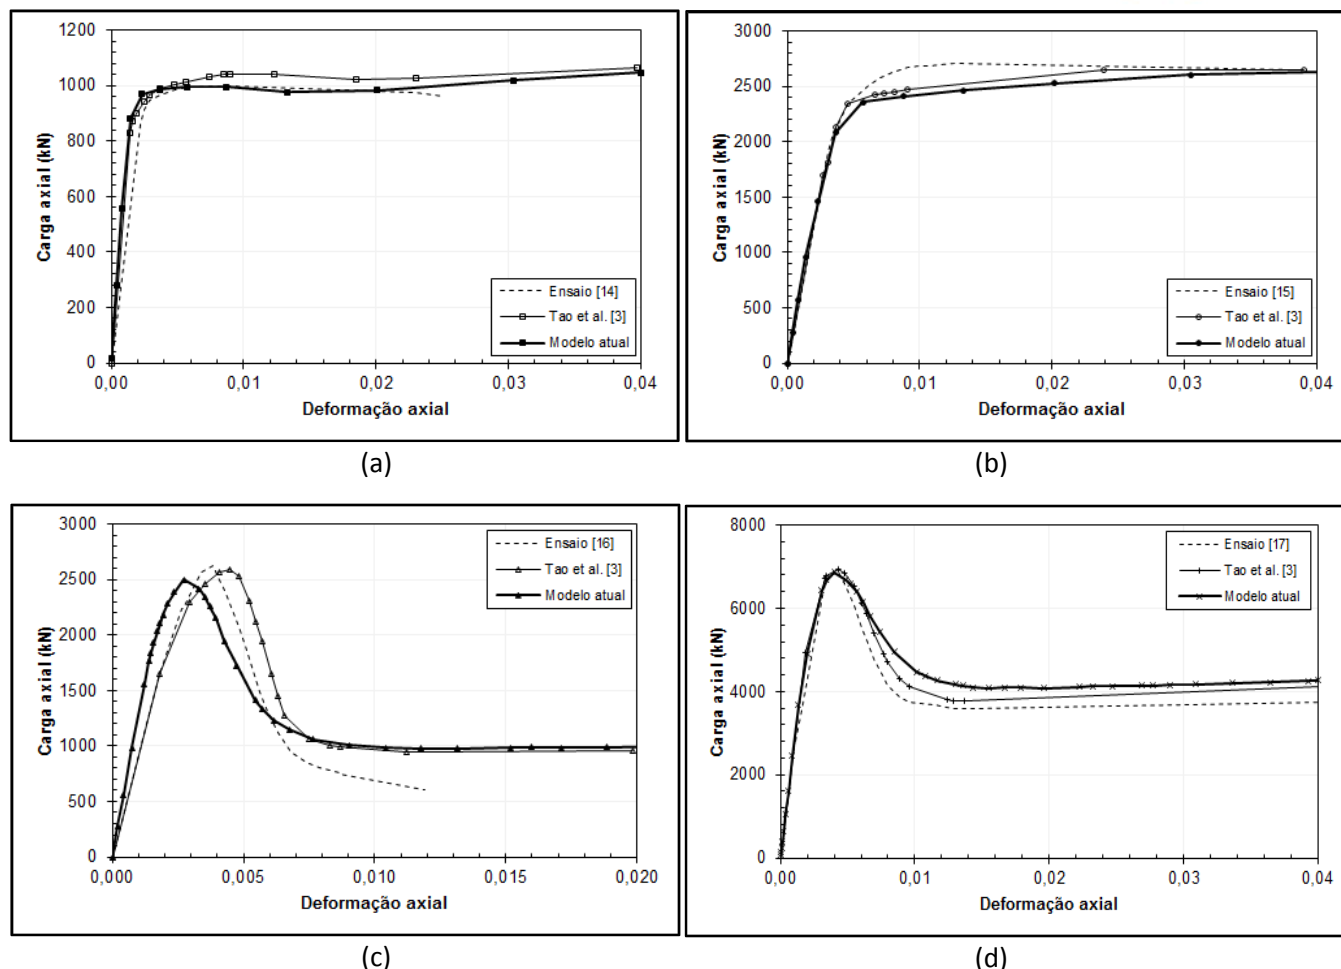 1200
1000
800
600
400
200
0
Carga axial (kN)
Ensaio [14]
Tao et al. [3]
Modelo atual
0,00 0,01 0,02 0,03 0,04
Deformação axial
(a)
3000
2500
2000
1500
1000
500
0
Carga axial (kN)
Ensaio [15]
Tao et al. [3]
Modelo atual
0,00 0,01 0,02 0,03 0,04
Deformação axial
(b)
3000
2500
2000
1500
1000
500
0
Carga axial (kN)
Ensaio [16]
Tao et al. [3]
Modelo atual
0,000 0,005 0,010 0,015 0,020
Deformação axial
(c)
8000
6000
4000
2000
0
Carga axial (kN)
Ensaio [17]
Tao et al. [3]
Modelo atual
0,00 0,01 0,02 0,03 0,04
Deformação axial
(d)